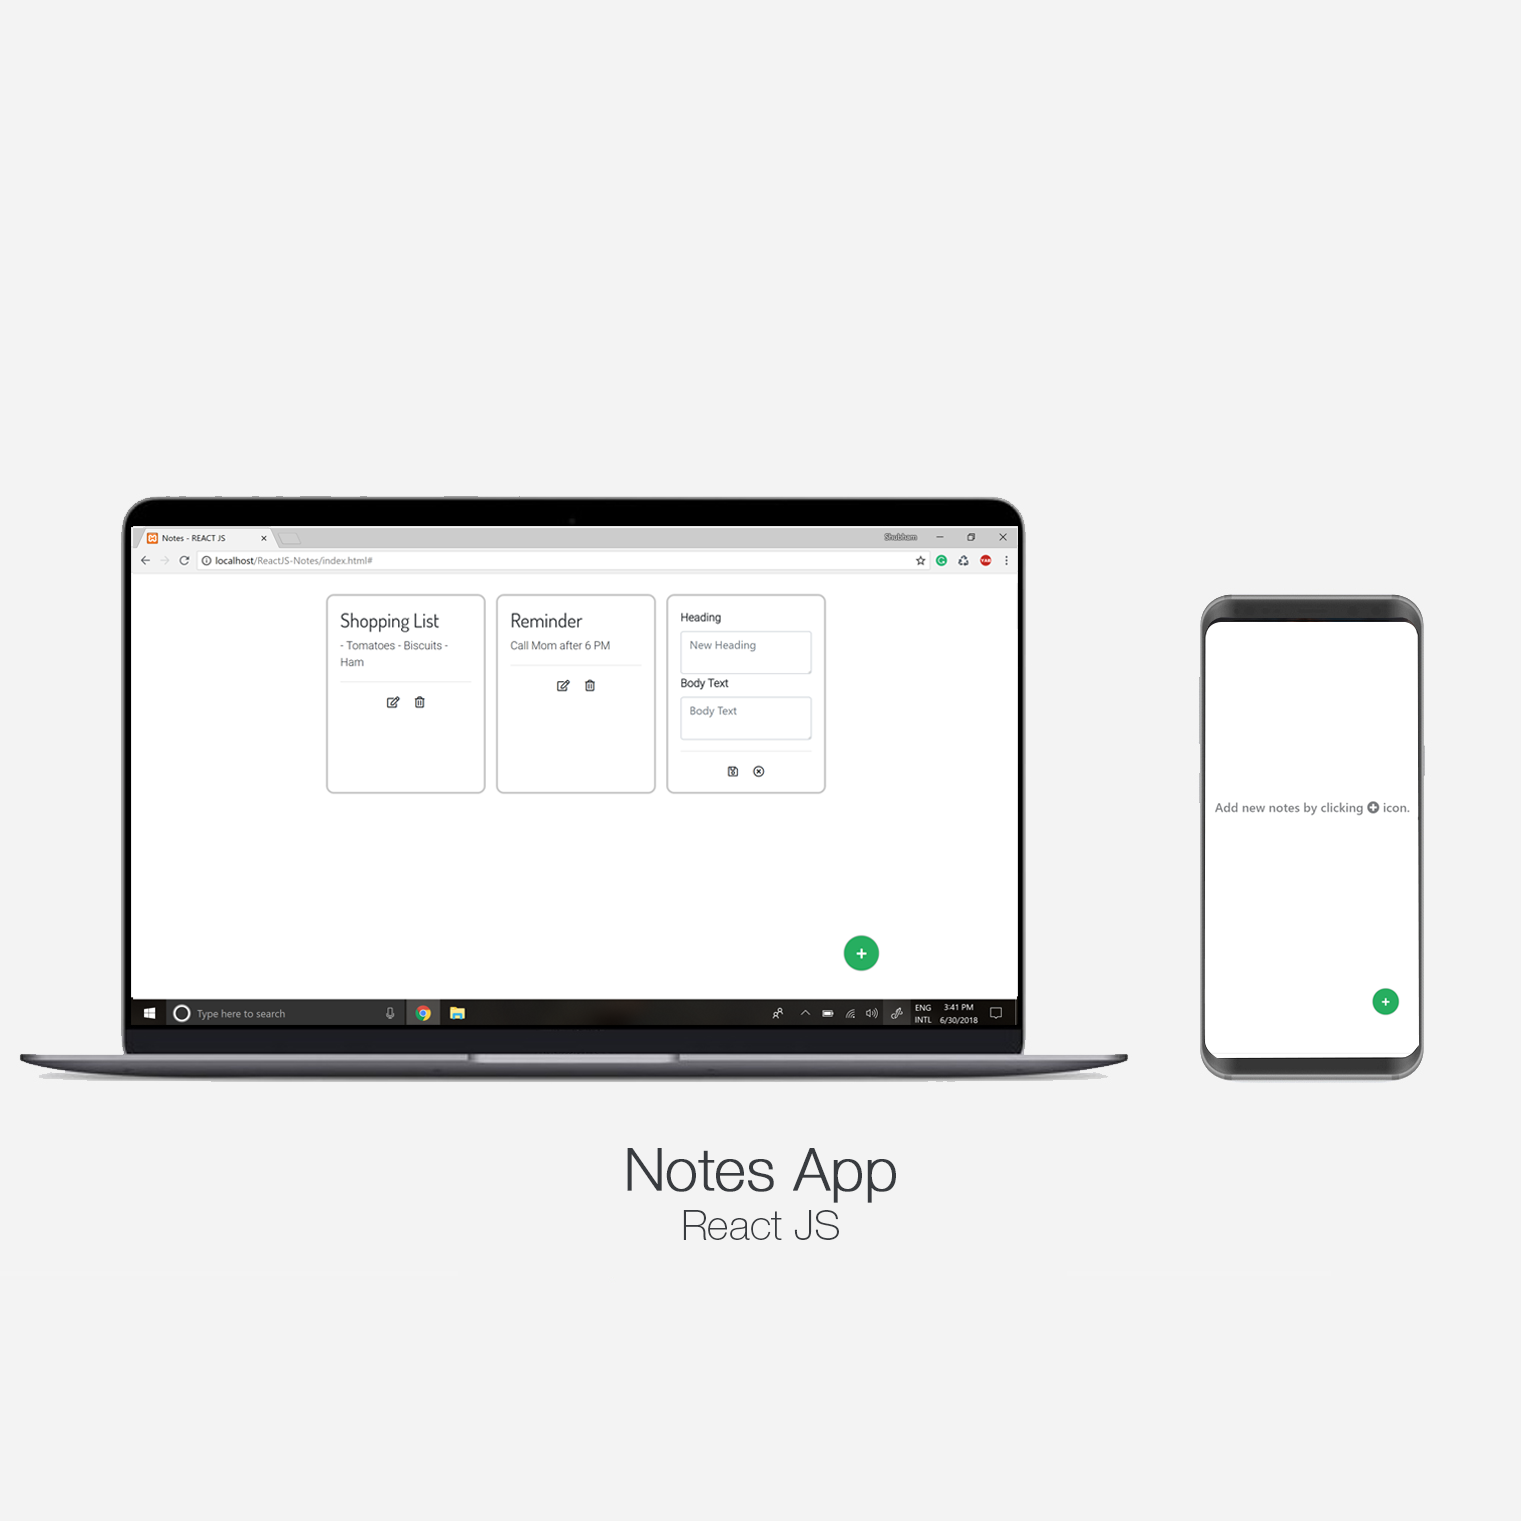 Notes - REACT JS
Shubham
localhost/ReactJS-Notes/index.html#
Shopping List
- Tomatoes - Biscuits -
Ham
Reminder
Call Mom after 6 PM
Heading
New Heading
Body Text
Body Text
Type here to search
ENG
INTL
3:41 PM
6/30/2018
Add new notes by clicking icon.
Notes App
React JS